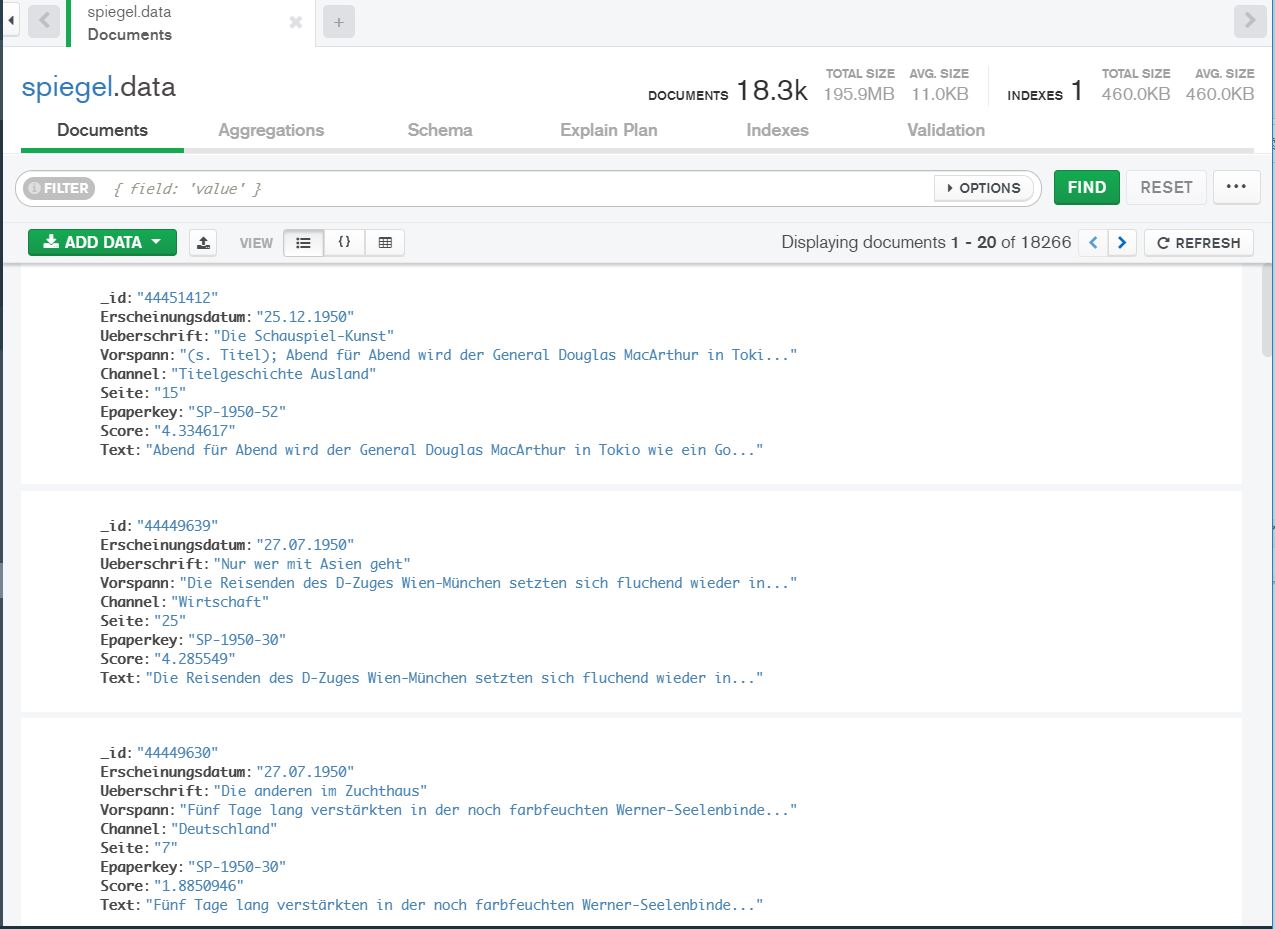 spiegel.data
Documents
spiegel.data
DOCUMENTS 18.3k TOTAL SIZE 195.9MB AVG. SIZE 11.0KB INDEXES 1 TOTAL SIZE 460.0KB AVG. SIZE 460.0KB
Documents Aggregations Schema Explain Plan Indexes Validation
FILTER { field: 'value' } OPTIONS FIND RESET ...
ADD DATA VIEW {} Displaying documents 1 - 20 of 18266 REFRESH
_id: "44451412"
Erscheinungsdatum: "25.12.1950"
Ueberschrift: "Die Schauspiel-Kunst"
Vorspann: "(s. Titel); Abend für Abend wird der General Douglas MacArthur in Toki..."
Channel: "Titelgeschichte Ausland"
Seite: "15"
Epaperkey: "SP-1950-52"
Score: "4.334617"
Text: "Abend für Abend wird der General Douglas MacArthur in Tokio wie ein Go..."
_id: "44449639"
Erscheinungsdatum: "27.07.1950"
Ueberschrift: "Nur wer mit Asien geht"
Vorspann: "Die Reisenden des D-Zuges Wien-München setzten sich fluchend wieder in..."
Channel: "Wirtschaft"
Seite: "25"
Epaperkey: "SP-1950-30"
Score: "4.285549"
Text: "Die Reisenden des D-Zuges Wien-München setzten sich fluchend wieder in..."
_id: "44449630"
Erscheinungsdatum: "27.07.1950"
Ueberschrift: "Die anderen im Zuchthaus"
Vorspann: "Fünf Tage lang verstärkten in der noch farbfeuchten Werner-Seelenbinde..."
Channel: "Deutschland"
Seite: "7"
Epaperkey: "SP-1950-30"
Score: "1.8850946"
Text: "Fünf Tage lang verstärkten in der noch farbfeuchten Werner-Seelenbinde..."